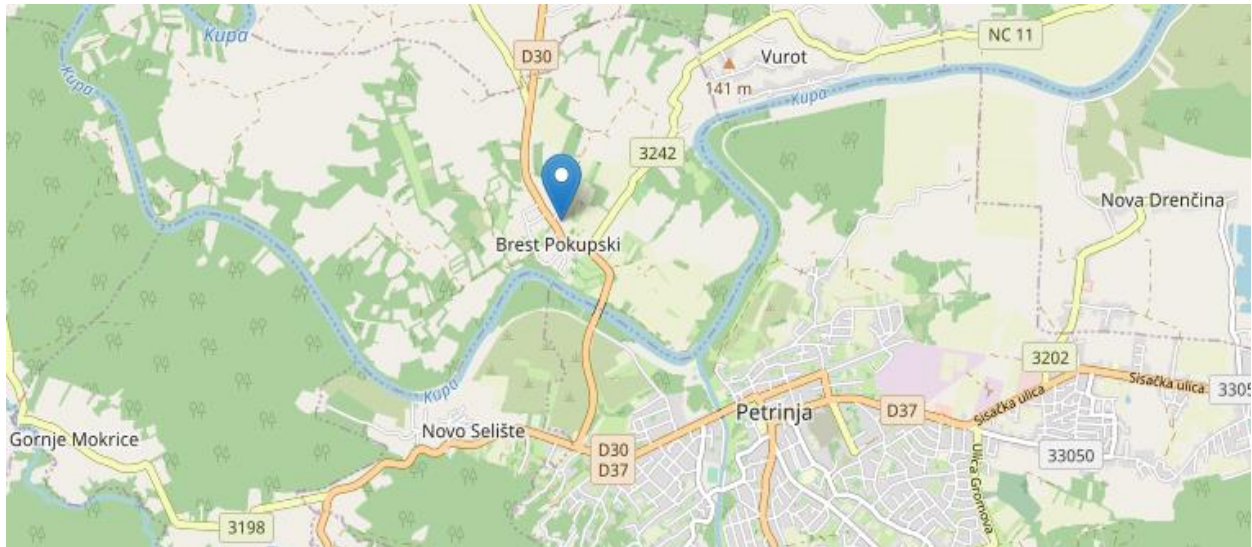 Kupa
D30
NC 11
Vurot
Kupa
141 m
Kupa
3242
Nova Drenčina
Brest Pokupski
3202
Sisačka ulica
3305
Kupa
Petrinja
D37
Sisačka ulica
Gornje Mokrice
Novo Selište
D30
D37
33050
Ulica Gromova
3198